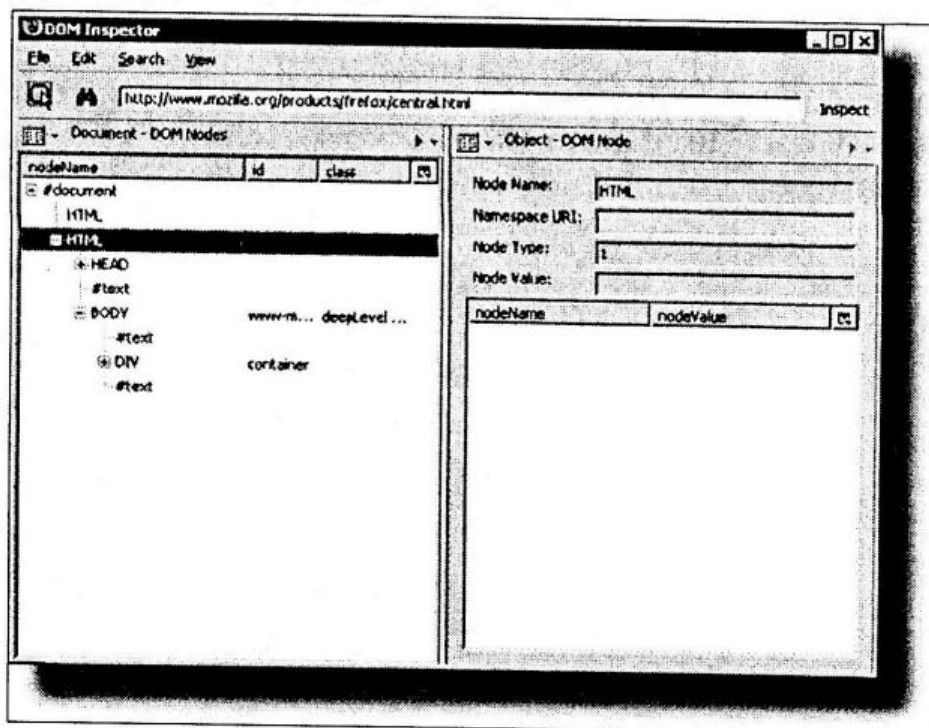 DOM Inspector
File Edit Search View
http://www.mozilla.org/products/firefox/central.html Inspect
Document - DOM Nodes
nodeName id class
#document
HTML
HTML
HEAD
#text
BODY www-m... deepLevel ...
#text
DIV container
#text
Object - DOM Node
Node Name: HTML
Namespace URI:
Node Type: 1
Node Value:
nodeName nodeValue